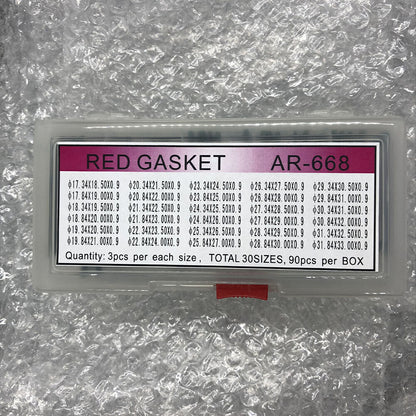 RED GASKET AR-668
φ17.34X18.50X0.9 φ20.34X21.50X0.9 φ23.34X24.50X0.9 φ26.34X27.50X0.9 φ29.34X30.50X0.9
φ17.84X19.00X0.9 φ20.84X22.00X0.9 φ23.84X25.00X0.9 φ26.84X28.00X0.9 φ29.84X31.00X0.9
φ18.34X19.50X0.9 φ21.34X22.50X0.9 φ24.34X25.50X0.9 φ27.34X28.50X0.9 φ30.34X31.50X0.9
φ18.84X20.00X0.9 φ21.84X23.00X0.9 φ24.84X26.00X0.9 φ27.84X29.00X0.9 φ30.84X32.00X0.9
φ19.34X20.50X0.9 φ22.34X23.50X0.9 φ25.34X26.50X0.9 φ28.34X29.50X0.9 φ31.34X32.50X0.9
φ19.84X21.00X0.9 φ22.84X24.00X0.9 φ25.84X27.00X0.9 φ28.84X30.00X0.9 φ31.84X33.00X0.9
Quantity: 3pcs per each size, TOTAL 30SIZES, 90pcs per BOX